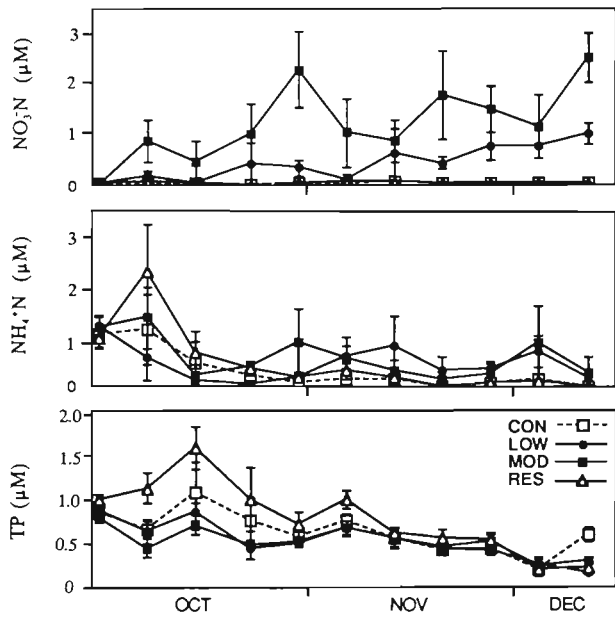 NO₃⁻N (μM)
3
2
1
0
NH₄⁺N (μM)
3
2
1
0
TP (μM)
2.0
1.5
1.0
0.5
0
CON
LOW
MOD
RES
OCT NOV DEC